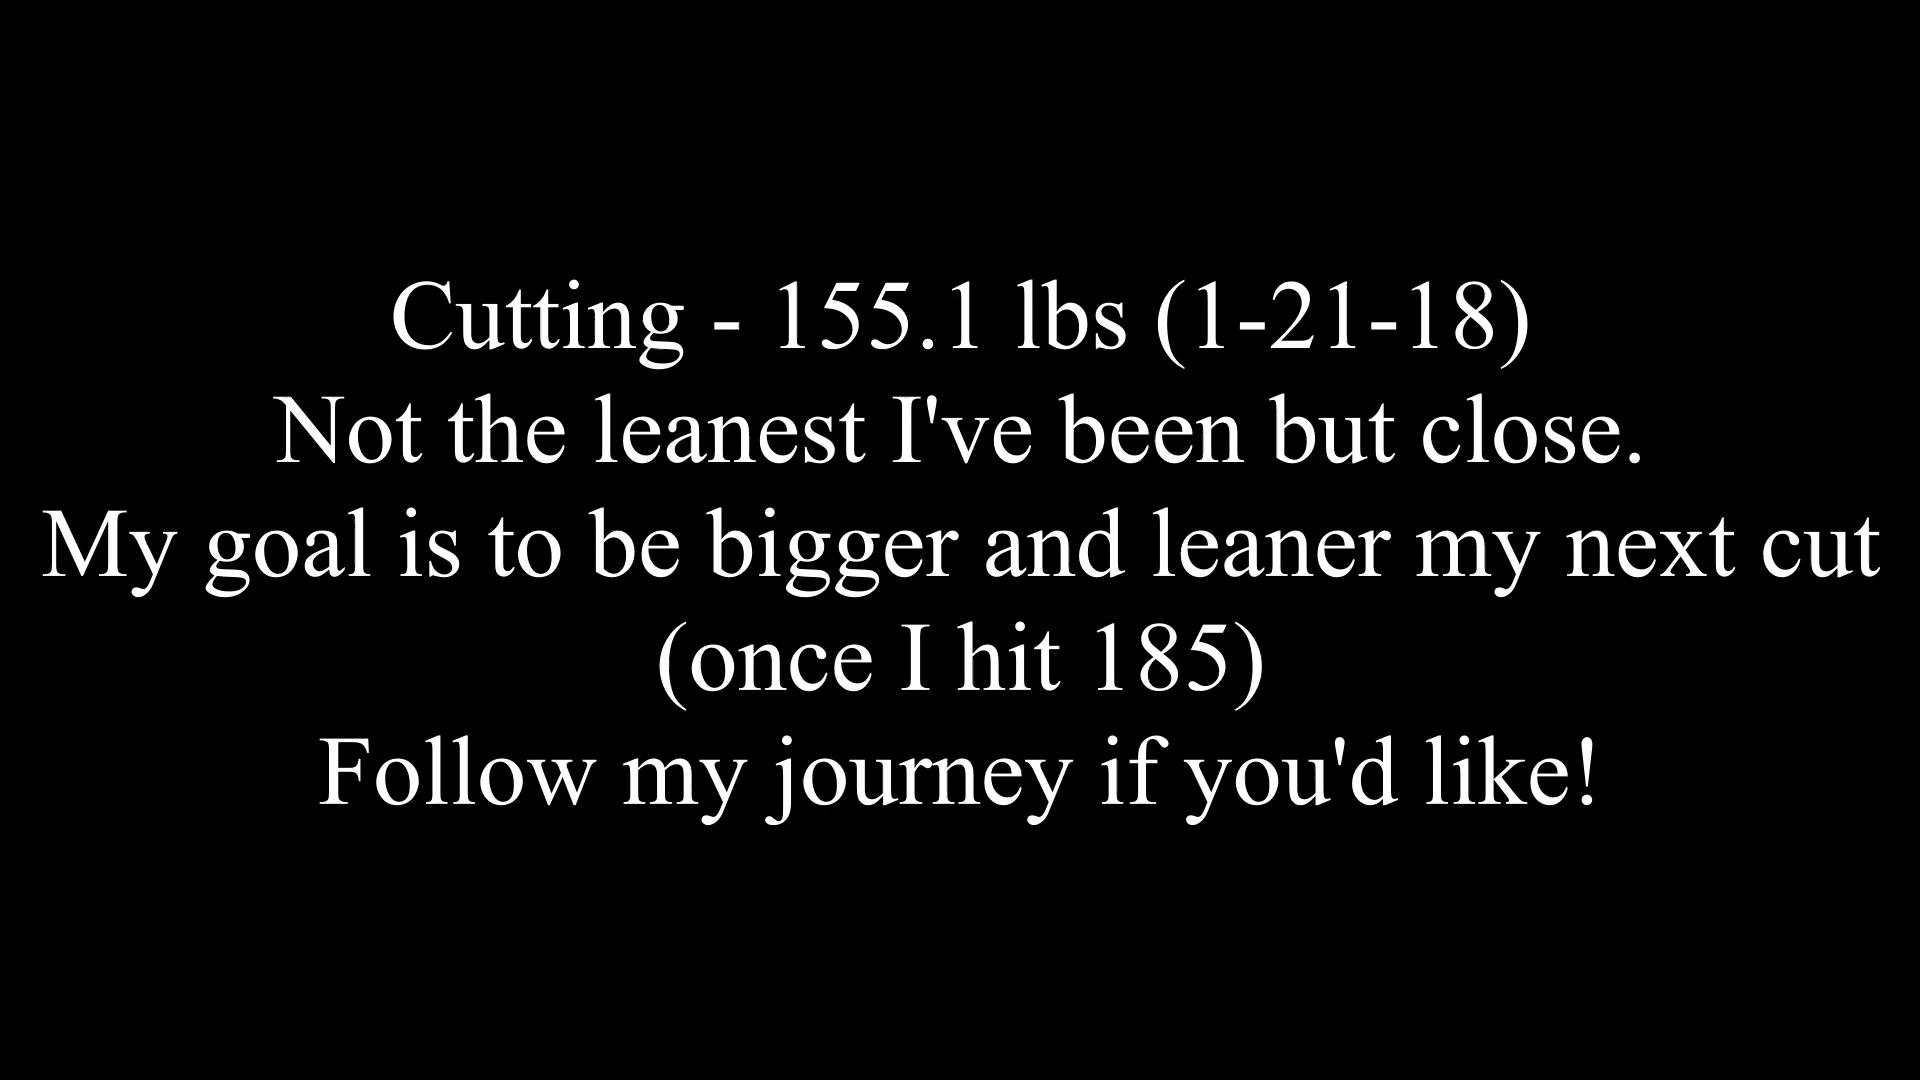 Cutting - 155.1 lbs (1-21-18)
Not the leanest I've been but close.
My goal is to be bigger and leaner my next cut
(once I hit 185)
Follow my journey if you'd like!